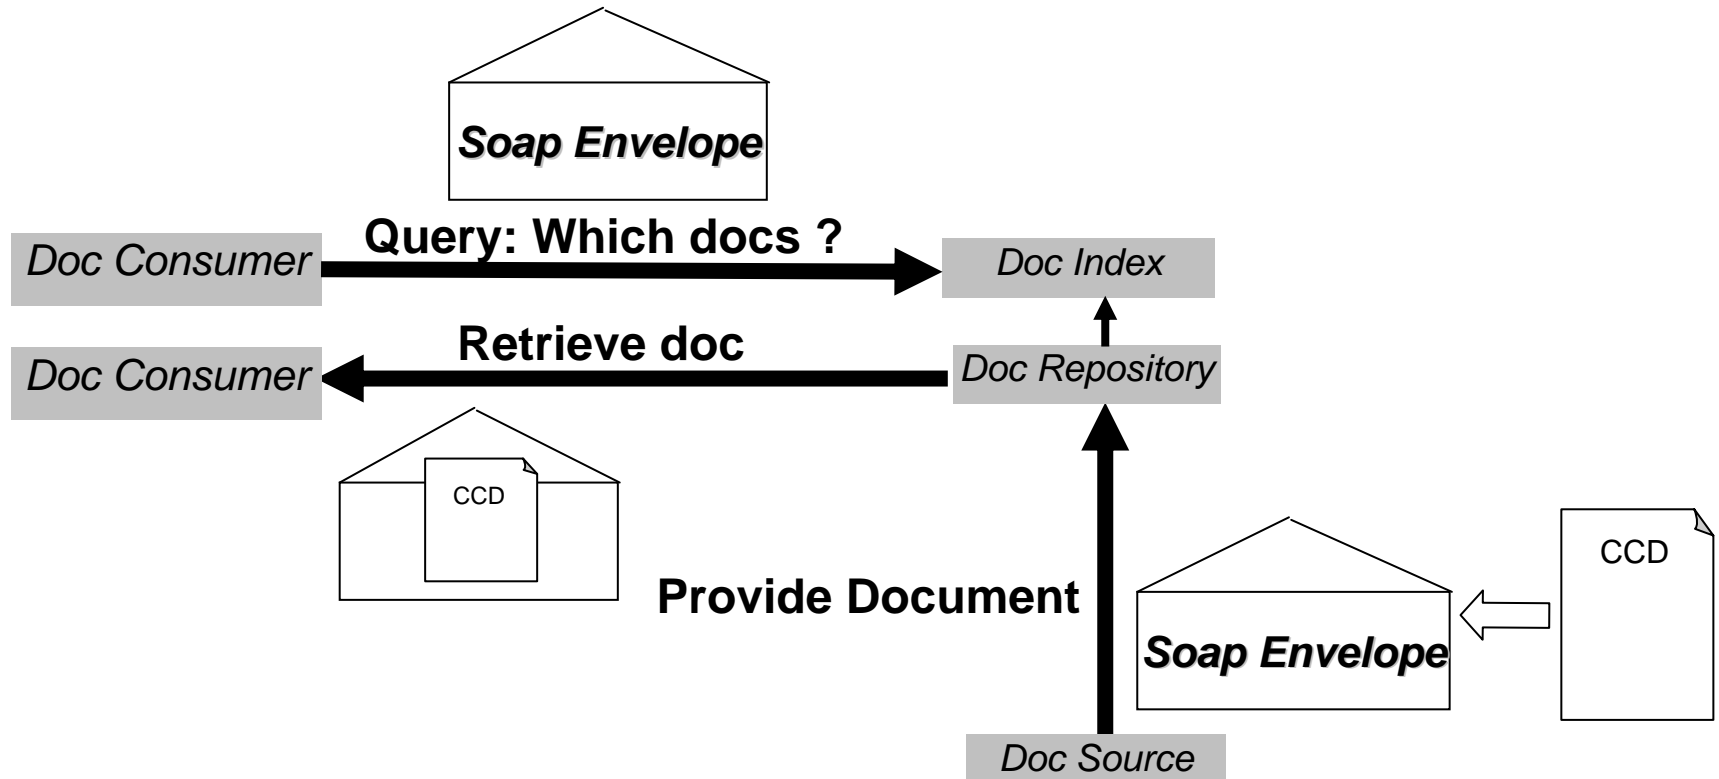 Soap Envelope
Query: Which docs ?
Doc Consumer
Doc Index
Retrieve doc
Doc Consumer
Doc Repository
CCD
CCD
Provide Document
Soap Envelope
Doc Source